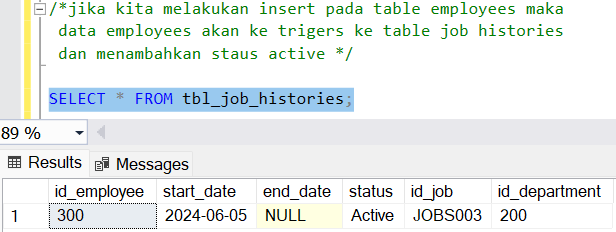 /*jika kita melakukan insert pada table employees maka
data employees akan ke trigers ke table job histories
dan menambahkan staus active */
SELECT * FROM tbl_job_histories;
89 %
Results Messages
id_employee start_date end_date status id_job id_department
1 300 2024-06-05 NULL Active JOBS003 200